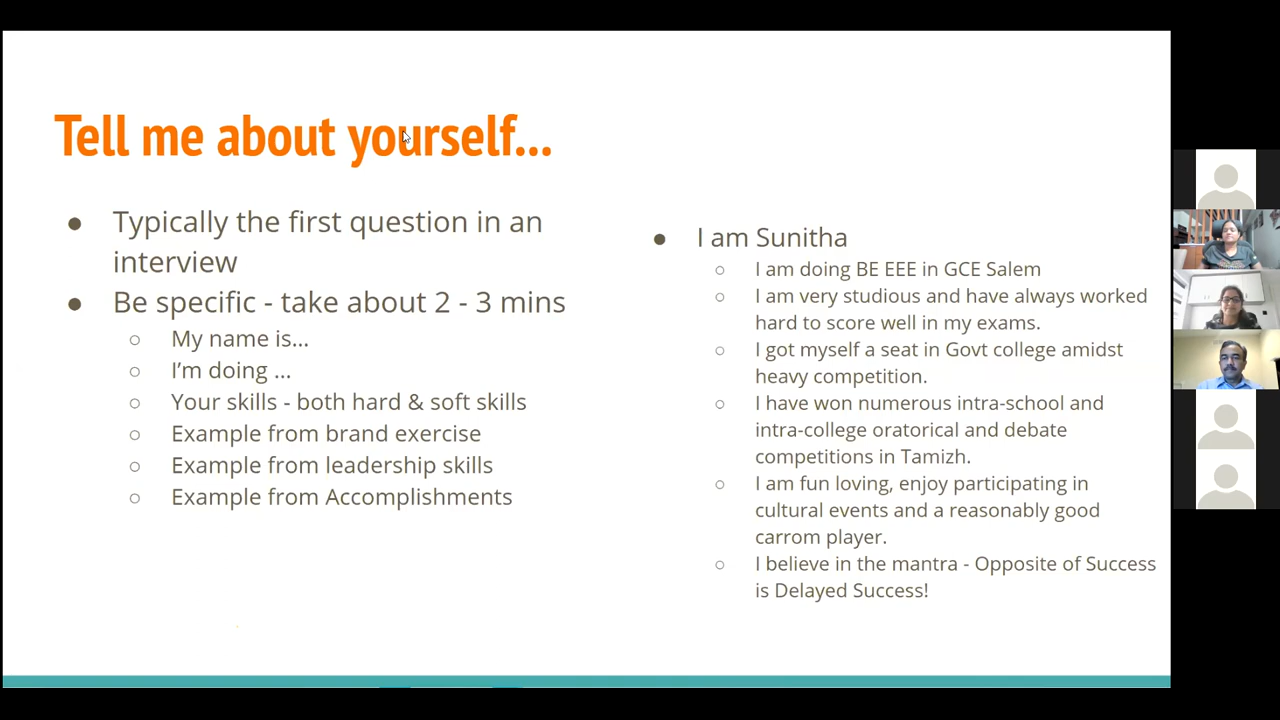 Tell me about yourself...
● Typically the first question in an
interview
● Be specific - take about 2 - 3 mins
○ My name is...
○ I'm doing ...
○ Your skills - both hard & soft skills
○ Example from brand exercise
○ Example from leadership skills
○ Example from Accomplishments
● I am Sunitha
○ I am doing BE EEE in GCE Salem
○ I am very studious and have always worked
hard to score well in my exams.
○ I got myself a seat in Govt college amidst
heavy competition.
○ I have won numerous intra-school and
intra-college oratorical and debate
competitions in Tamizh.
○ I am fun loving, enjoy participating in
cultural events and a reasonably good
carrom player.
○ I believe in the mantra - Opposite of Success
is Delayed Success!